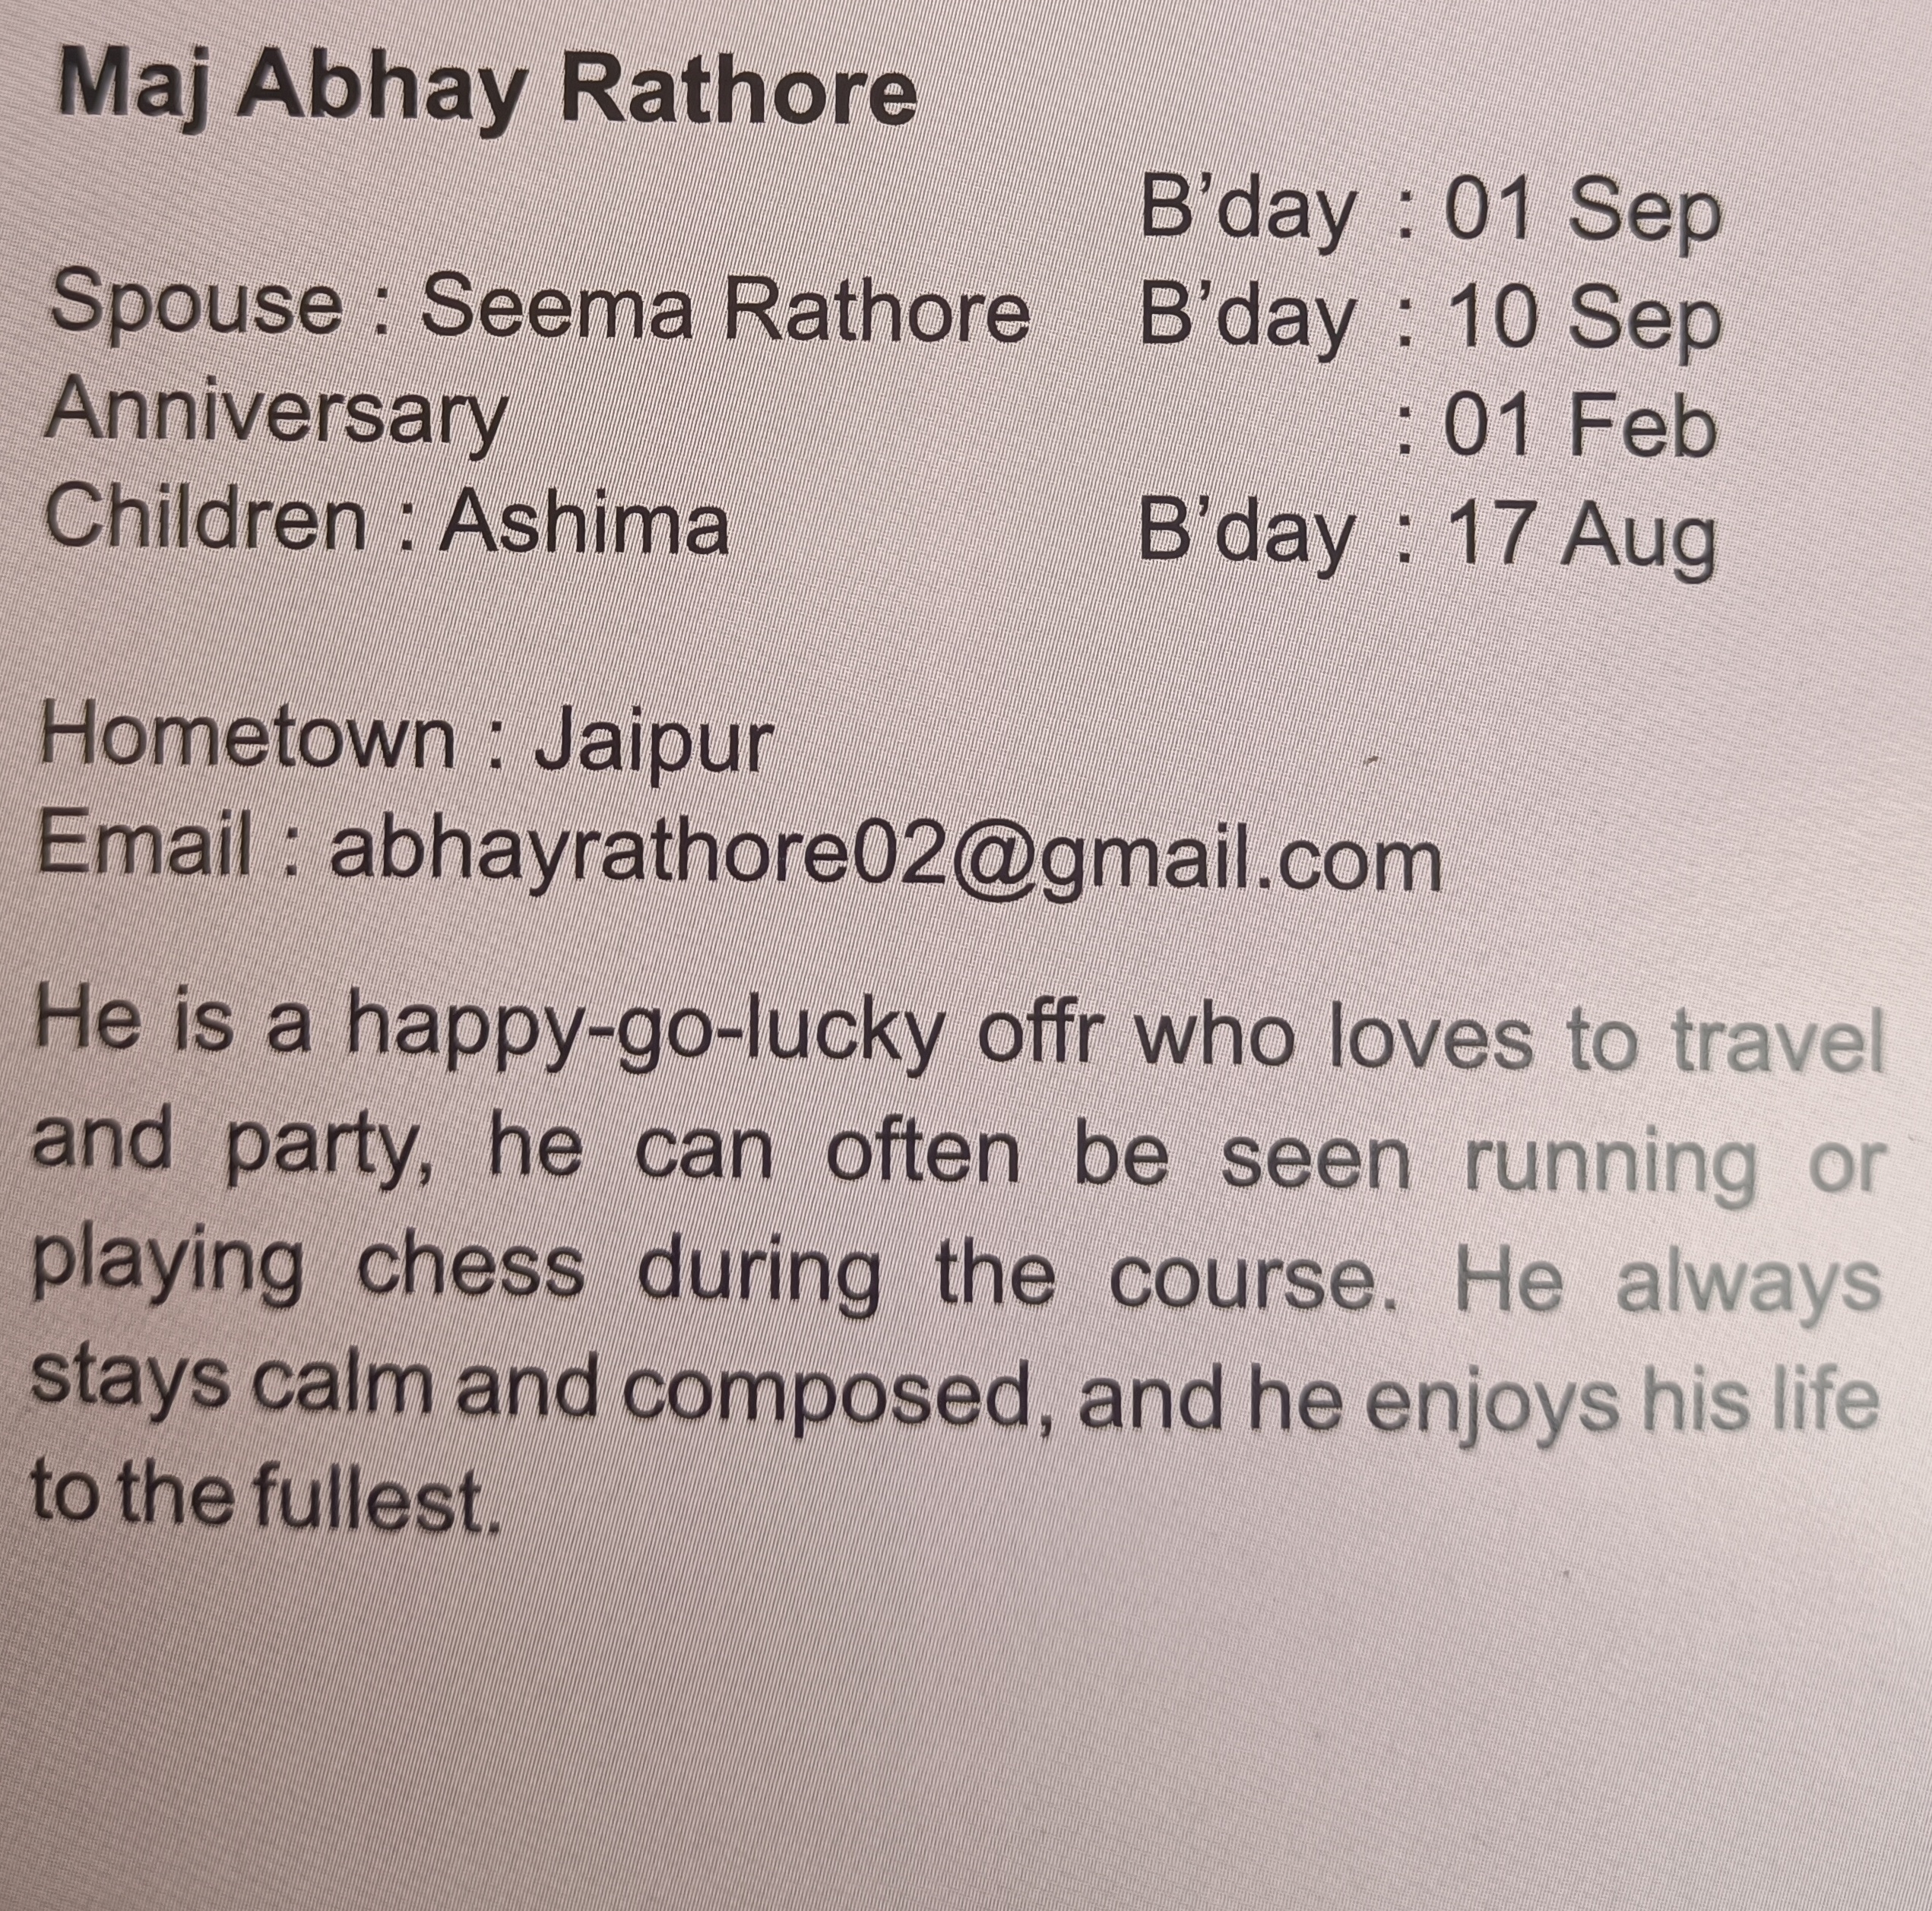 Maj Abhay Rathore
B’day : 01 Sep
Spouse : Seema Rathore B’day : 10 Sep
Anniversary : 01 Feb
Children : Ashima B’day : 17 Aug
Hometown : Jaipur
Email : abhayrathore02@gmail.com
He is a happy-go-lucky offr who loves to travel
and party, he can often be seen running or
playing chess during the course. He always
stays calm and composed, and he enjoys his life
to the fullest.